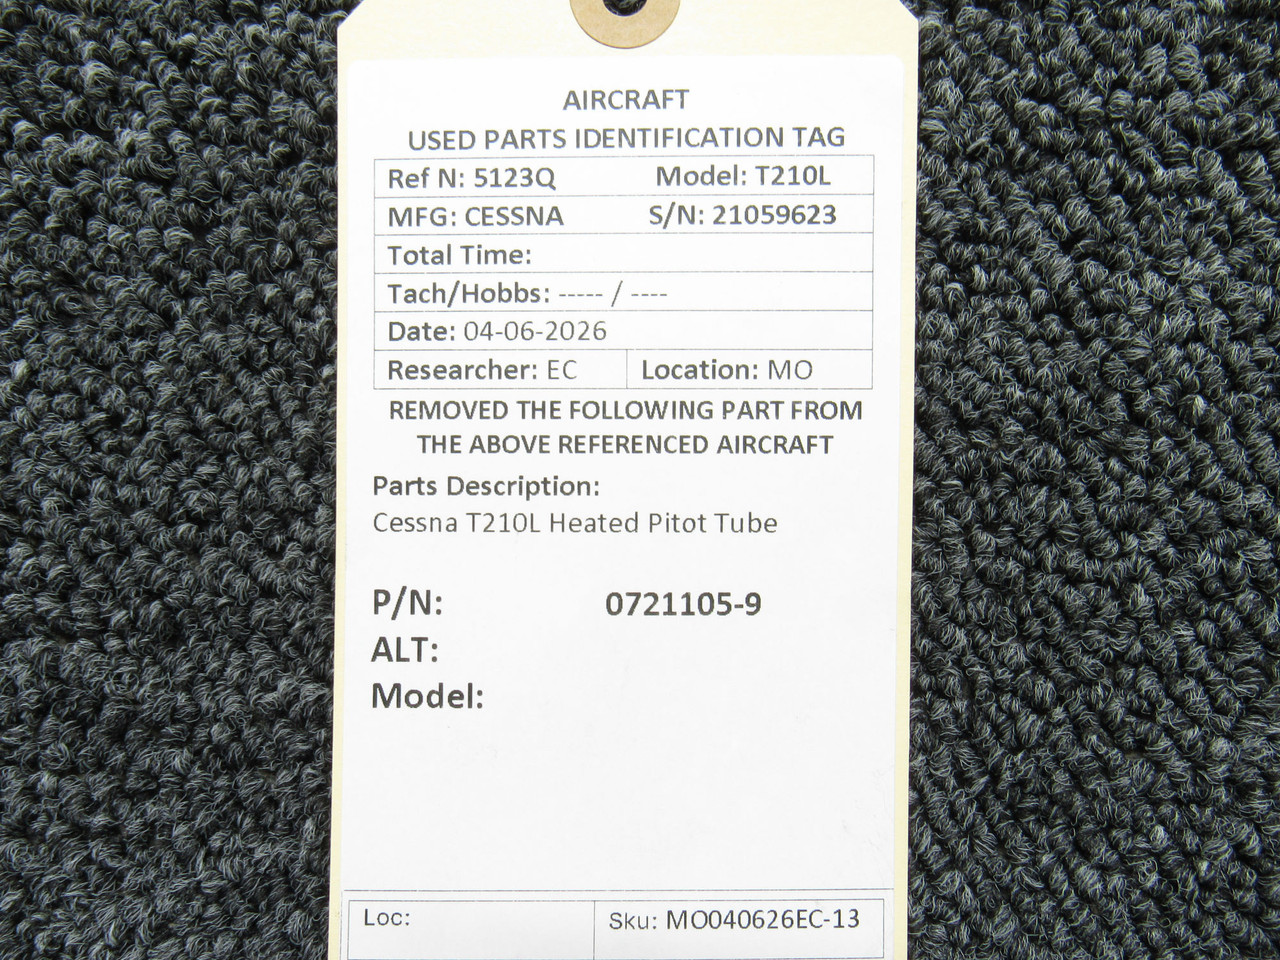 AIRCRAFT
USED PARTS IDENTIFICATION TAG
Ref N: 5123Q Model: T210L
MFG: CESSNA S/N: 21059623
Total Time:
Tach/Hobbs: ----- / ----
Date: 04-06-2026
Researcher: EC Location: MO
REMOVED THE FOLLOWING PART FROM
THE ABOVE REFERENCED AIRCRAFT
Parts Description:
Cessna T210L Heated Pitot Tube
P/N: 0721105-9
ALT:
Model:
Loc: Sku: MO040626EC-13